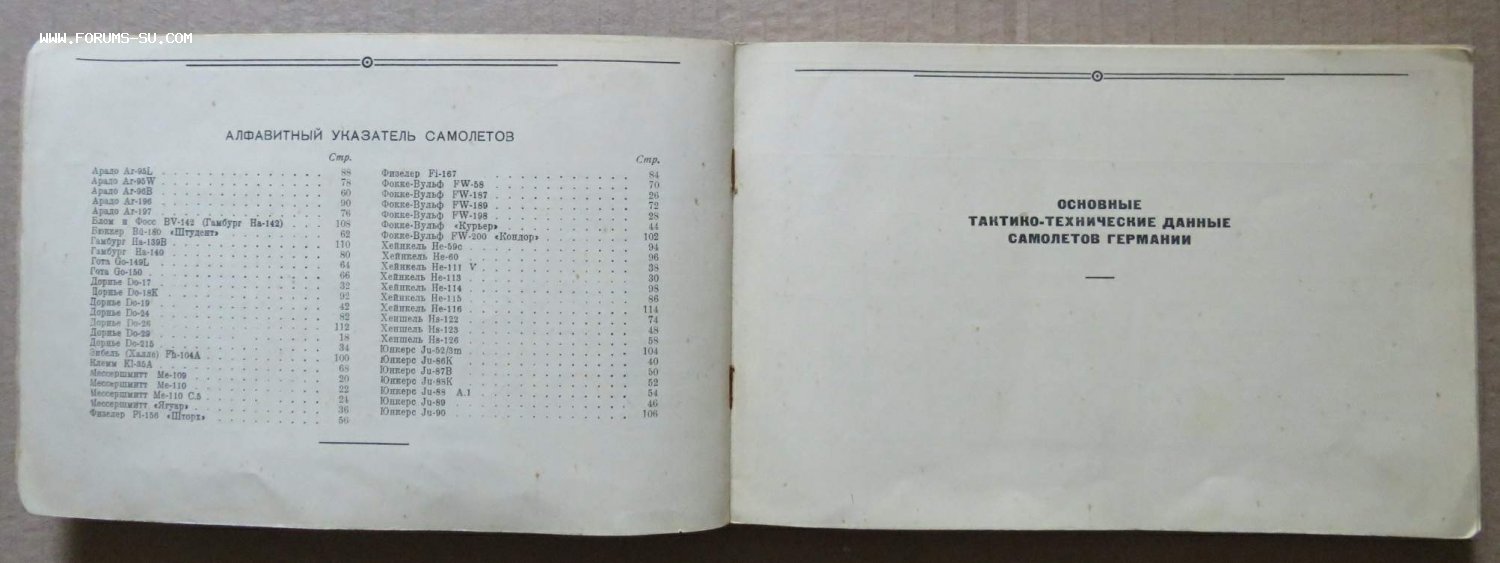 www.forums-su.com
АЛФАВИТНЫЙ УКАЗАТЕЛЬ САМОЛЕТОВ
Стр.
Арадо Ar-95L 88
Арадо Ar-95W 78
Арадо Ar-96B 60
Арадо Ar-196 90
Арадо Ar-197 76
Блом и Фосс BV-142 (Гамбург Ha-142) 108
Бюккер Bü-180 «Штудент» 62
Гамбург Ha-139B 110
Гамбург Ha-140 80
Гота Go-149L 64
Гота Go-150 66
Дорнье Do-17 32
Дорнье Do-18K 92
Дорнье Do-19 42
Дорнье Do-24 82
Дорнье Do-26 112
Дорнье Do-29 18
Дорнье Do-215 34
Зибель (Халле) Fh-104A 100
Клемм Kl-35A 68
Мессершмитт Me-109 20
Мессершмитт Me-110 22
Мессершмитт Me-110 C.5 24
Мессершмитт «Ягуар» 36
Физелер Fi-156 «Шторх» 56
Стр.
Физелер Fi-167 84
Фокке-Вульф FW-58 70
Фокке-Вульф FW-187 26
Фокке-Вульф FW-189 72
Фокке-Вульф FW-198 28
Фокке-Вульф «Курьер» 44
Фокке-Вульф FW-200 «Кондор» 102
Хейнкель He-59c 94
Хейнкель He-60 96
Хейнкель He-111 V 38
Хейнкель He-113 30
Хейнкель He-114 98
Хейнкель He-115 86
Хейнкель He-116 114
Хеншель Hs-122 74
Хеншель Hs-123 48
Хеншель Hs-126 58
Юнкерс Ju-52/3m 104
Юнкерс Ju-86K 40
Юнкерс Ju-87B 50
Юнкерс Ju-88K 52
Юнкерс Ju-88 A.1 54
Юнкерс Ju-89 46
Юнкерс Ju-90 106
ОСНОВНЫЕ
ТАКТИКО-ТЕХНИЧЕСКИЕ ДАННЫЕ
САМОЛЕТОВ ГЕРМАНИИ